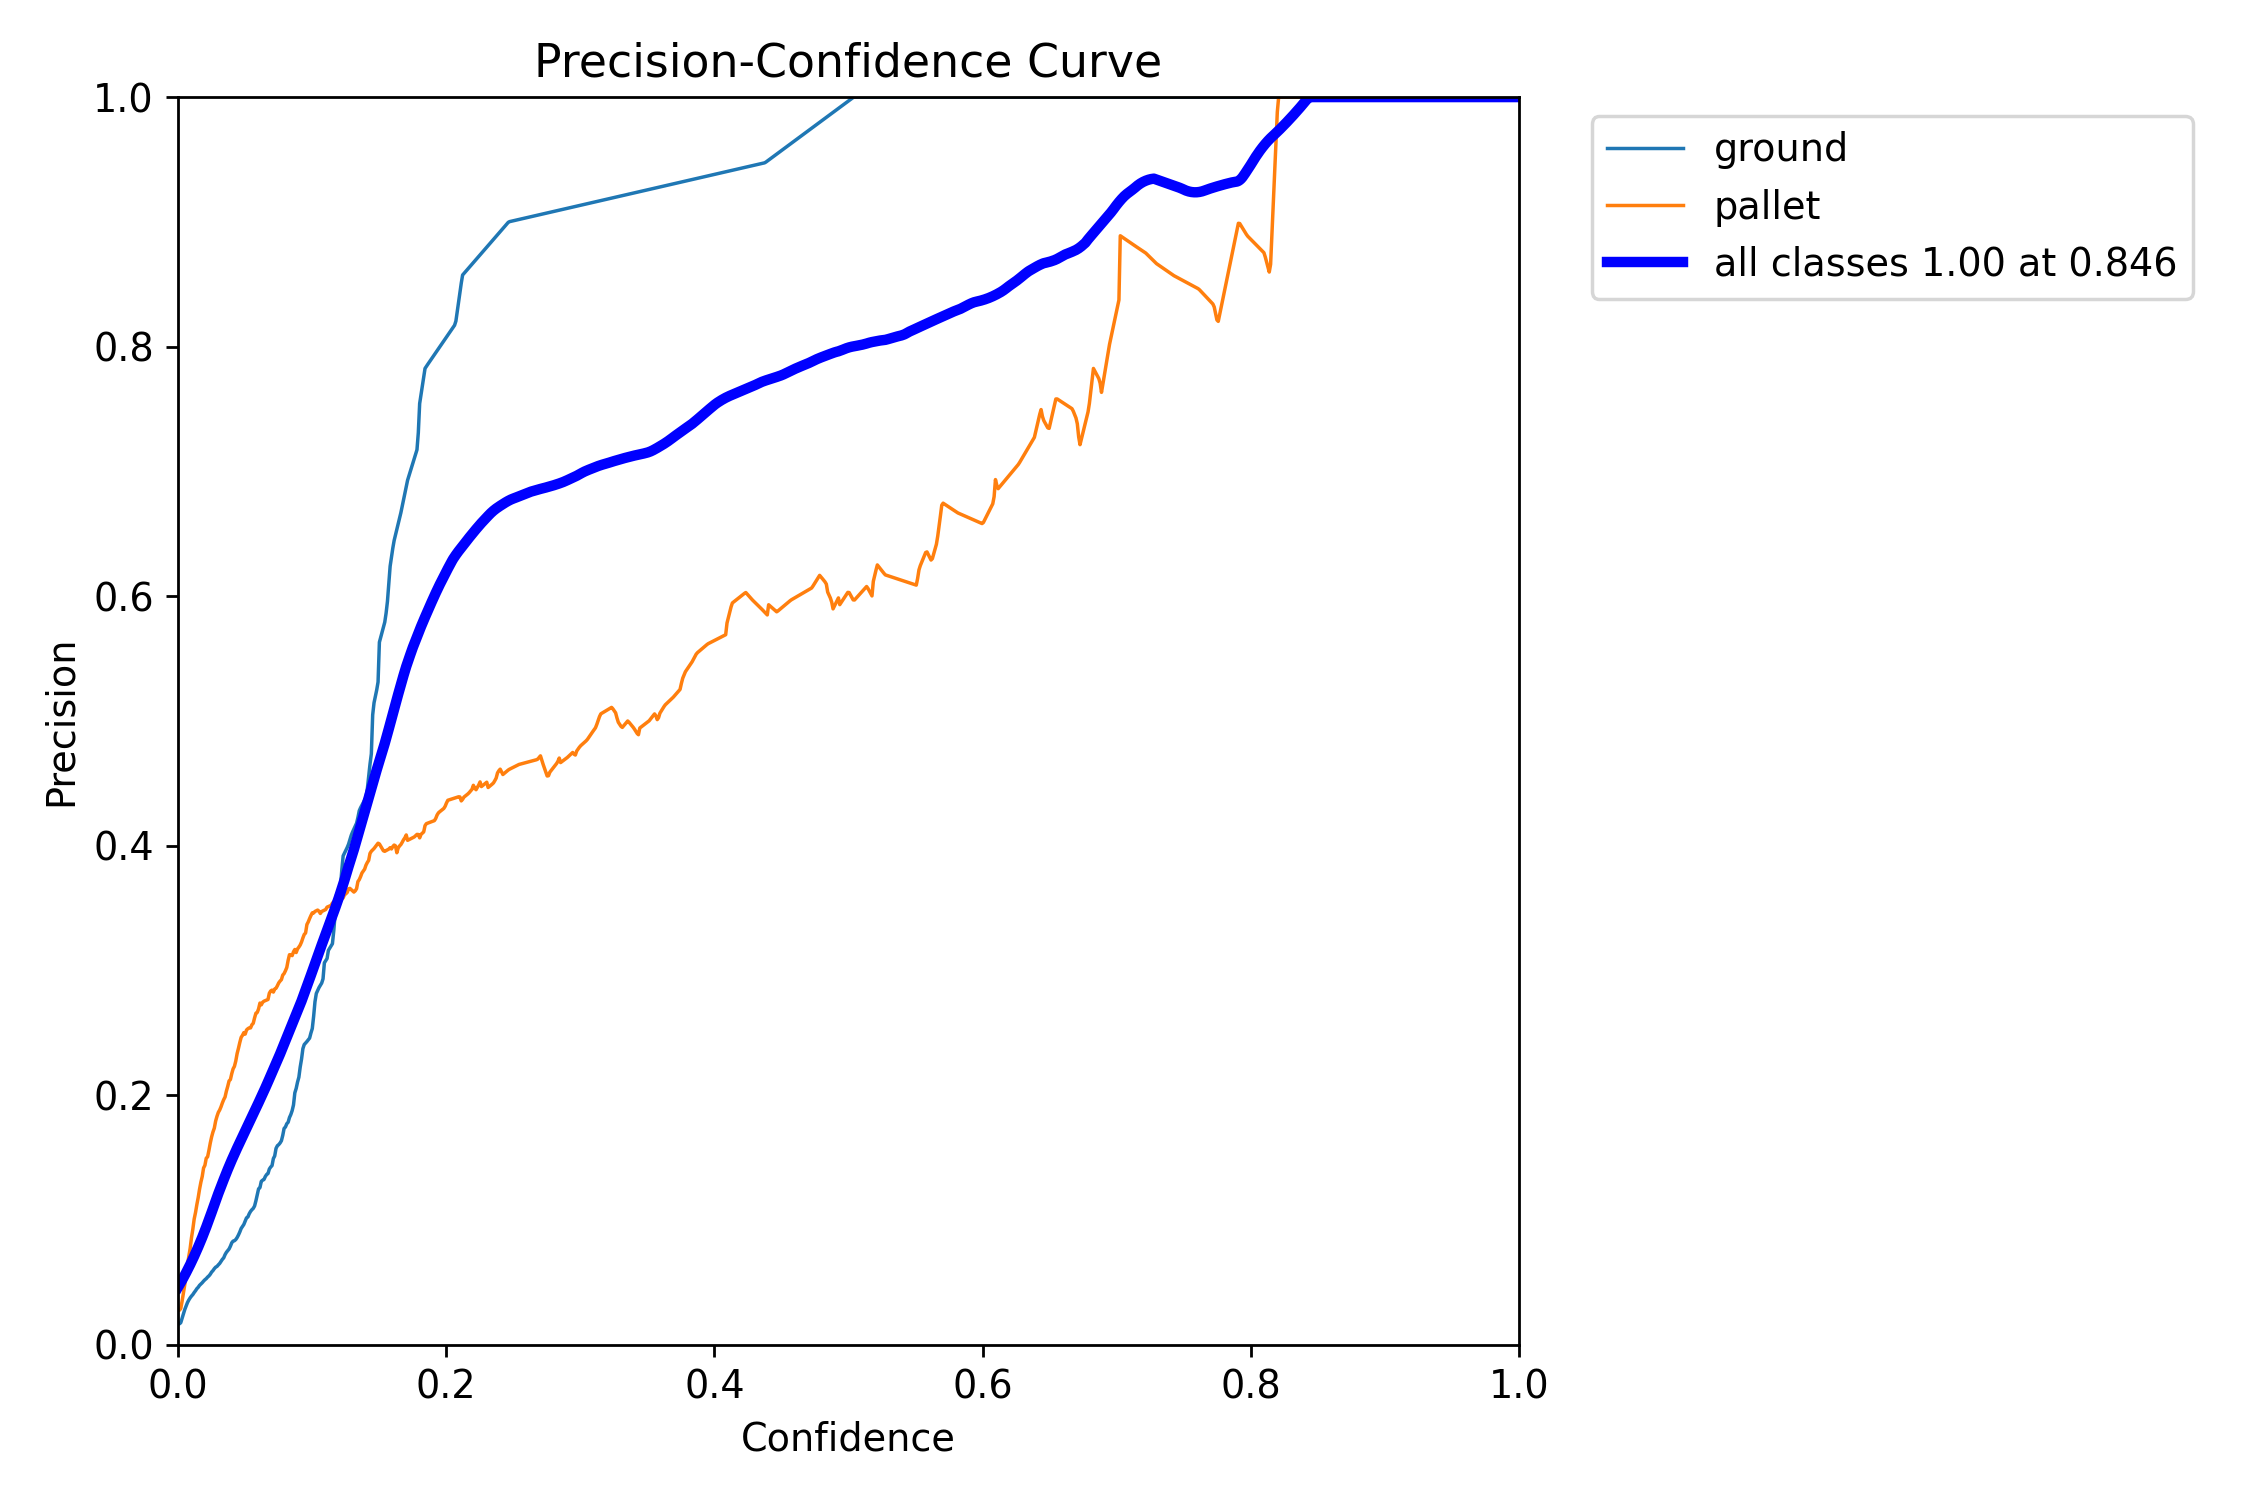 Precision-Confidence Curve
1.0
0.8
0.6
0.4
0.2
0.0
Precision
0.0 0.2 0.4 0.6 0.8 1.0
Confidence
ground
pallet
all classes 1.00 at 0.846